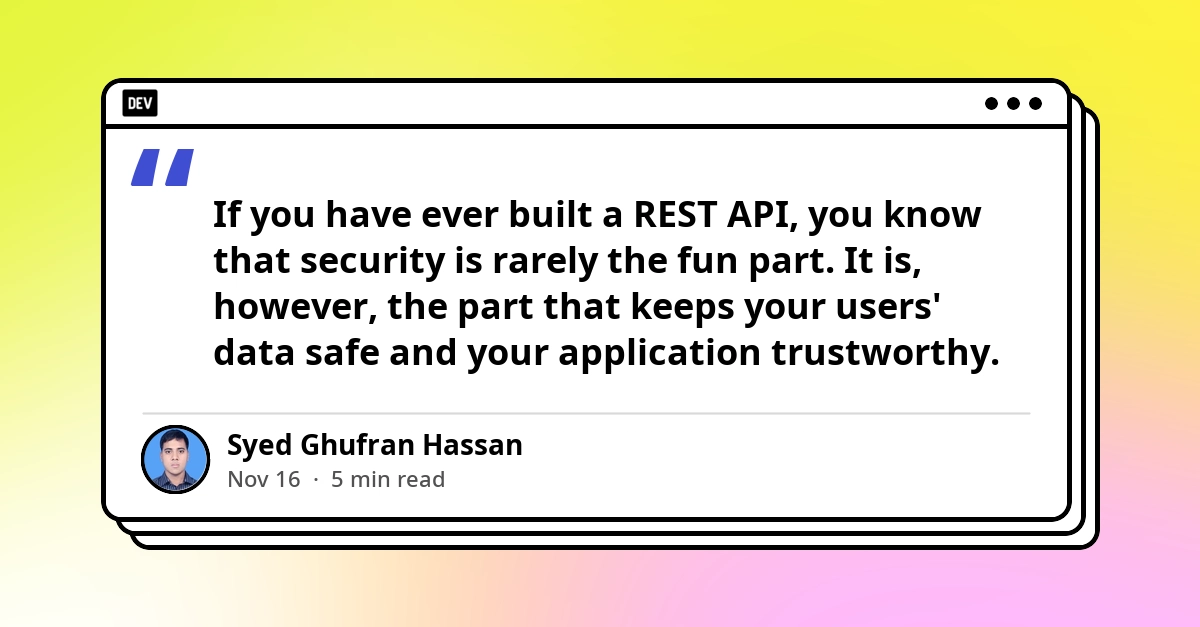 DEV
“
If you have ever built a REST API, you know
that security is rarely the fun part. It is,
however, the part that keeps your users'
data safe and your application trustworthy.
Syed Ghufran Hassan
Nov 16 · 5 min read